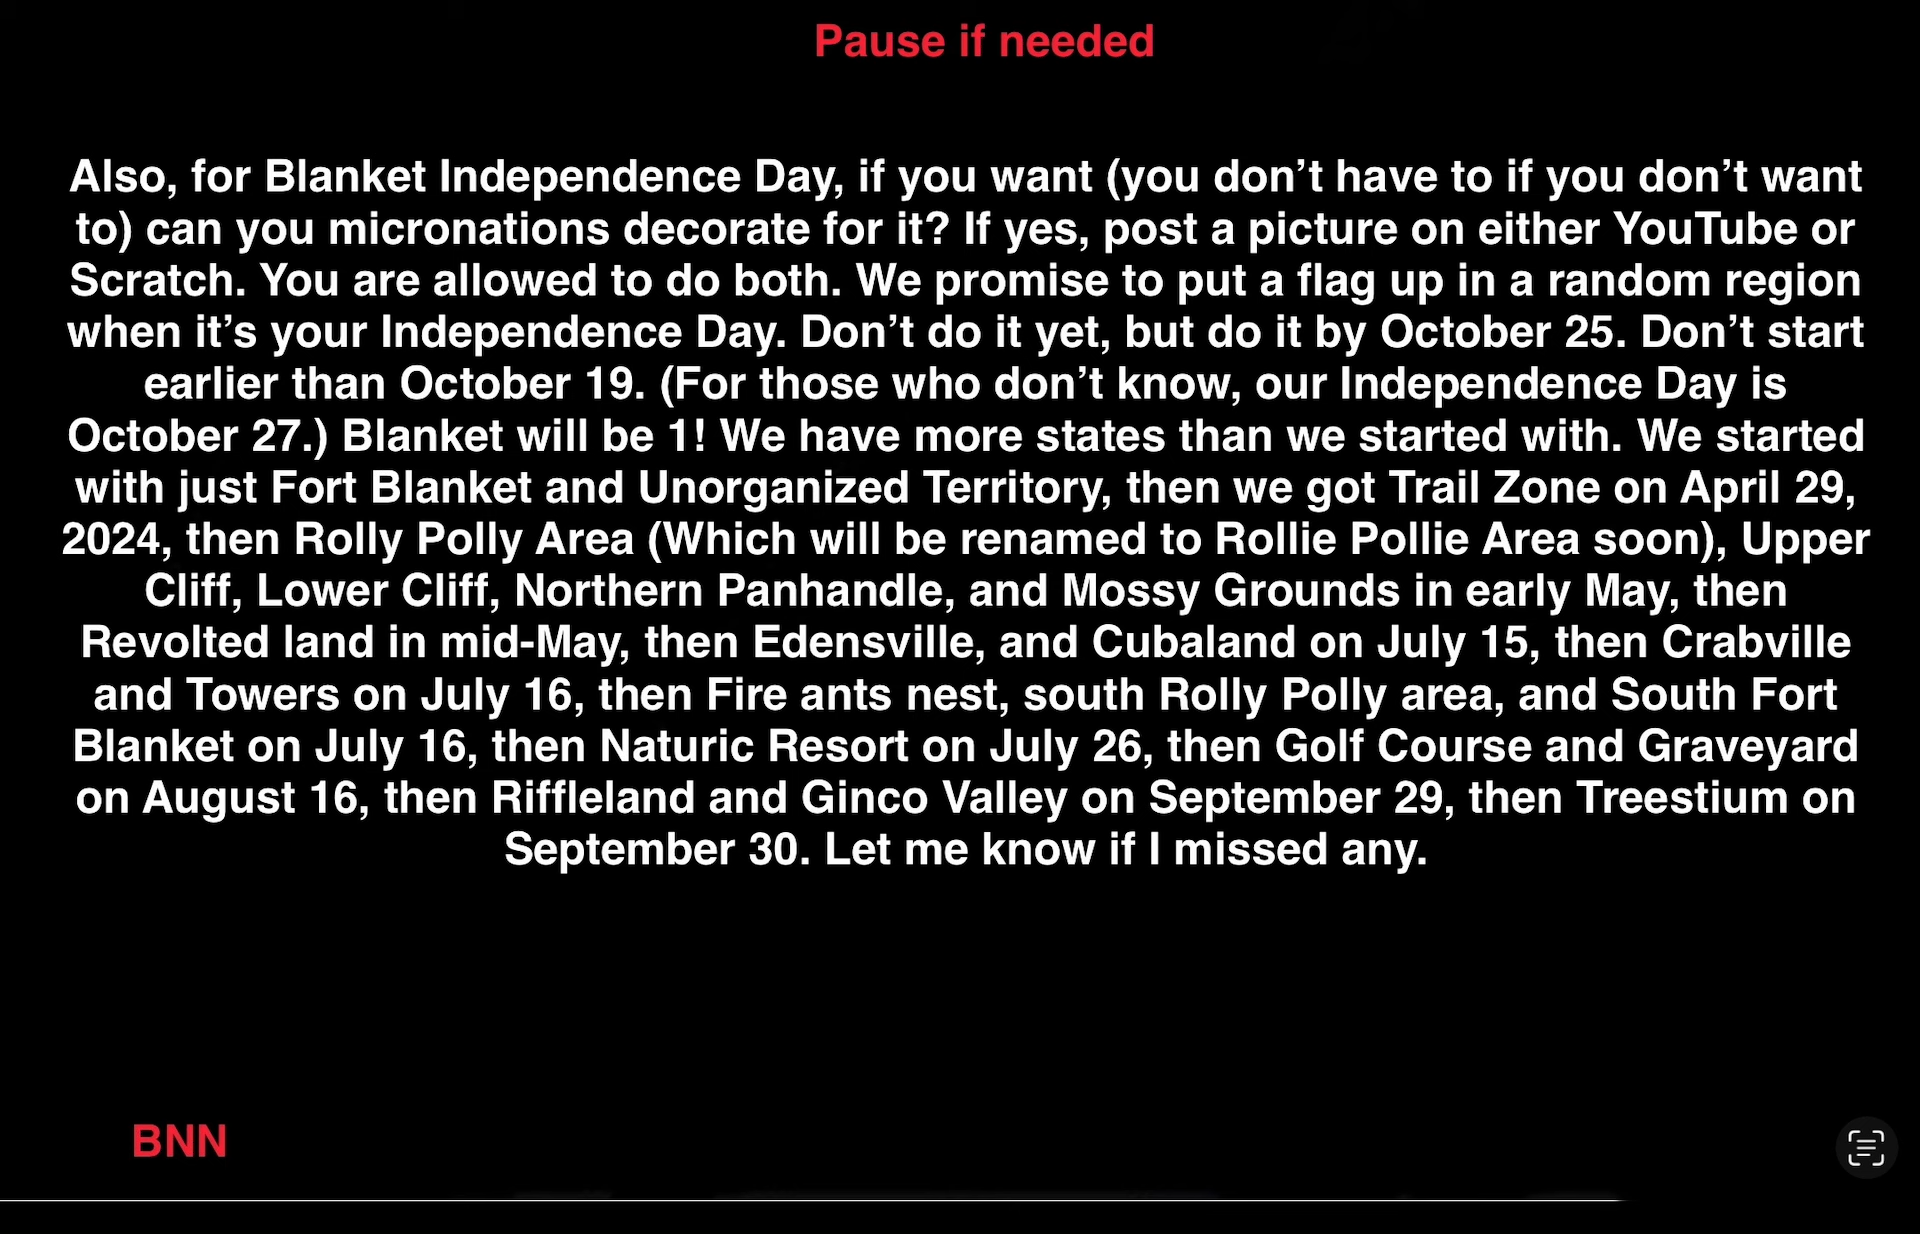 Pause if needed
Also, for Blanket Independence Day, if you want (you don’t have to if you don’t want
to) can you micronations decorate for it? If yes, post a picture on either YouTube or
Scratch. You are allowed to do both. We promise to put a flag up in a random region
when it’s your Independence Day. Don’t do it yet, but do it by October 25. Don’t start
earlier than October 19. (For those who don’t know, our Independence Day is
October 27.) Blanket will be 1! We have more states than we started with. We started
with just Fort Blanket and Unorganized Territory, then we got Trail Zone on April 29,
2024, then Rolly Polly Area (Which will be renamed to Rollie Pollie Area soon), Upper
Cliff, Lower Cliff, Northern Panhandle, and Mossy Grounds in early May, then
Revolted land in mid-May, then Edensville, and Cubaland on July 15, then Crabville
and Towers on July 16, then Fire ants nest, south Rolly Polly area, and South Fort
Blanket on July 16, then Naturic Resort on July 26, then Golf Course and Graveyard
on August 16, then Riffleland and Ginco Valley on September 29, then Treestium on
September 30. Let me know if I missed any.
BNN